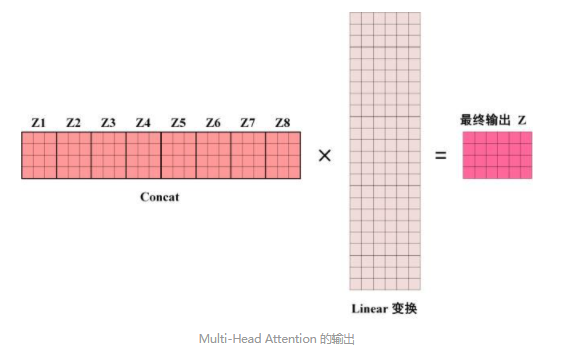 Z1 Z2 Z3 Z4 Z5 Z6 Z7 Z8
Concat
×
Linear 变换
=
最终输出 Z
Multi-Head Attention 的输出